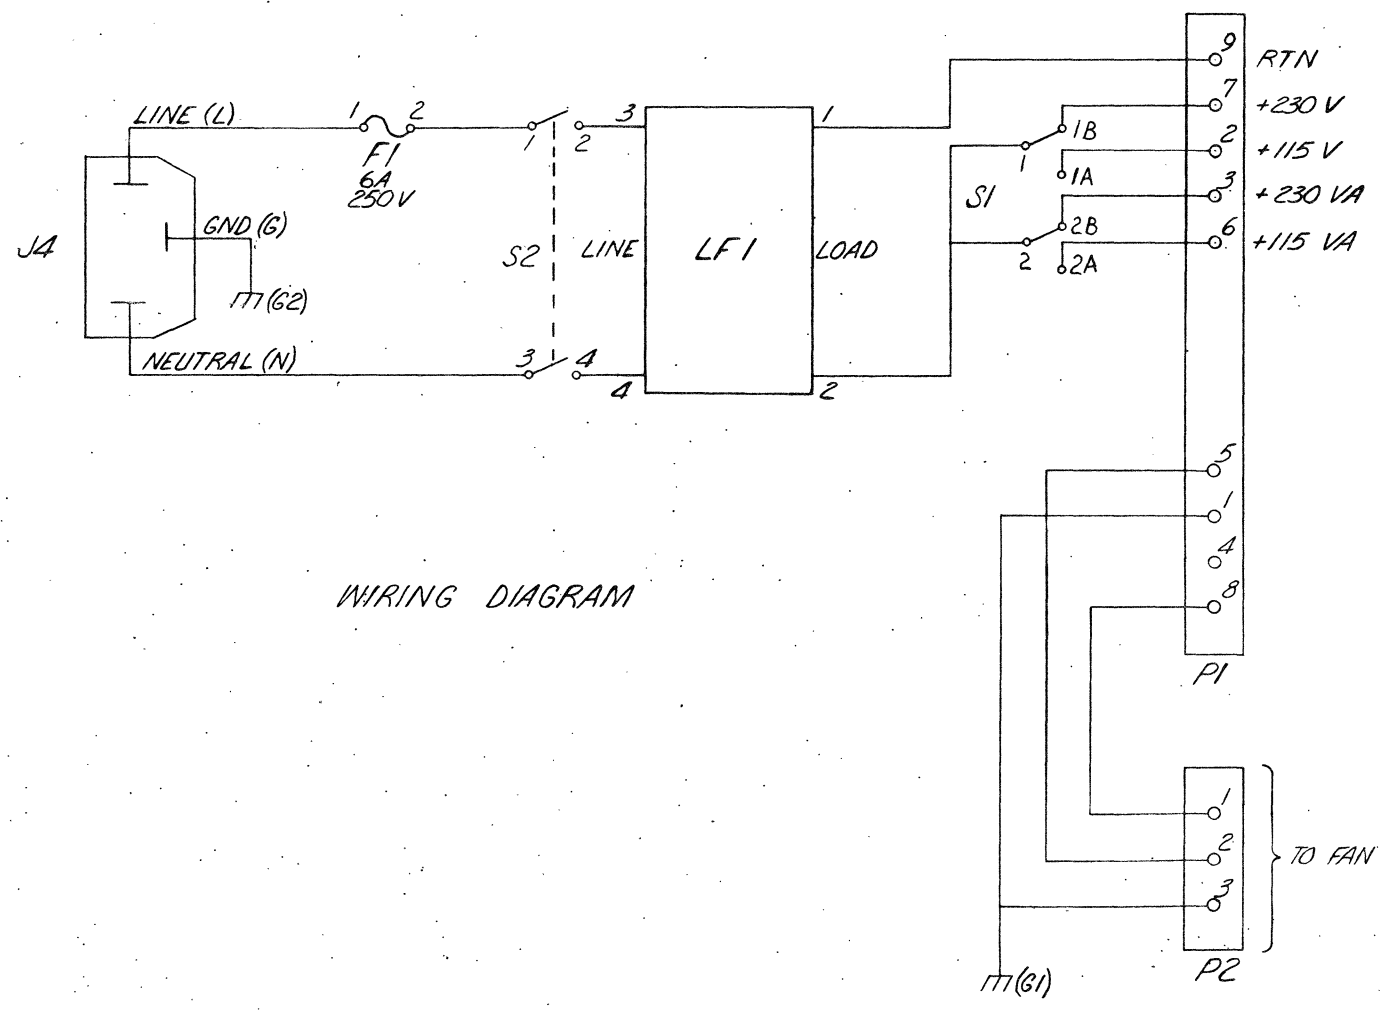 9 RTN
7 +230 V
2 +115 V
3 +230 VA
6 +115 VA
LINE (L)
1 2
F1
6A
250V
1 2
3
1
1 1B
1A
S1
2 2B
2A
J4
GND (G)
(G2)
S2
LINE
LF1
LOAD
NEUTRAL (N)
3 4
4
2
5
1
4
8
P1
WIRING DIAGRAM
1
2
3
TO FAN
P2
(G1)